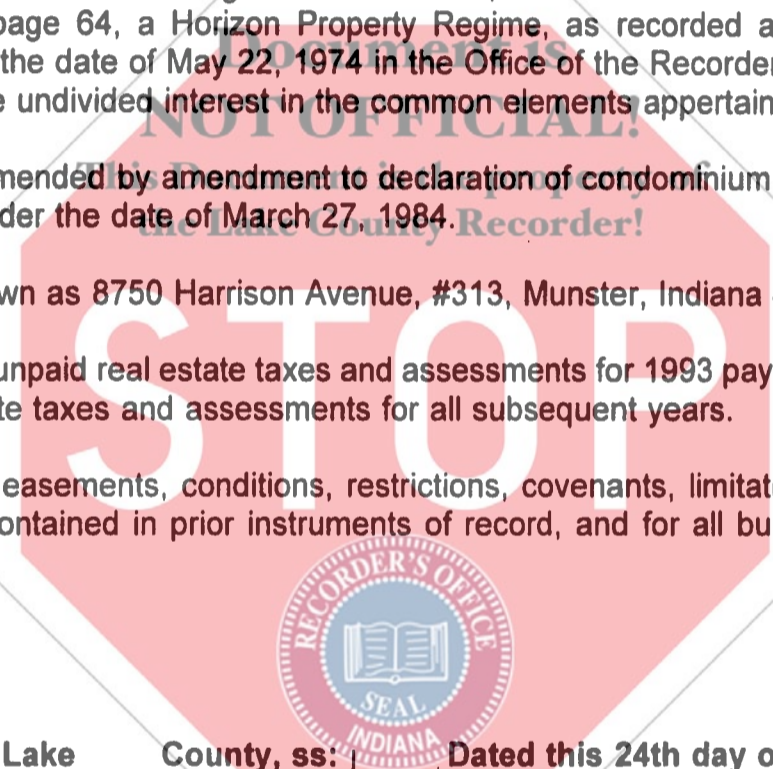 page 64, a Horizon Property Regime, as recorded a
Document is
the date of May 22, 1974 in the Office of the Recorder
undivided interest in the common elements appertain
NOT OFFICIAL!
mended by amendment to declaration of condominium
This Document is the property of
der the date of March 27, 1984.
the Lake County Recorder!
wn as 8750 Harrison Avenue, #313, Munster, Indiana
STOP
unpaid real estate taxes and assessments for 1993 pay
te taxes and assessments for all subsequent years.
easements, conditions, restrictions, covenants, limitat
ontained in prior instruments of record, and for all bu
RECORDER'S OFFICE
SEAL
INDIANA
Lake County, ss: Dated this 24th day o